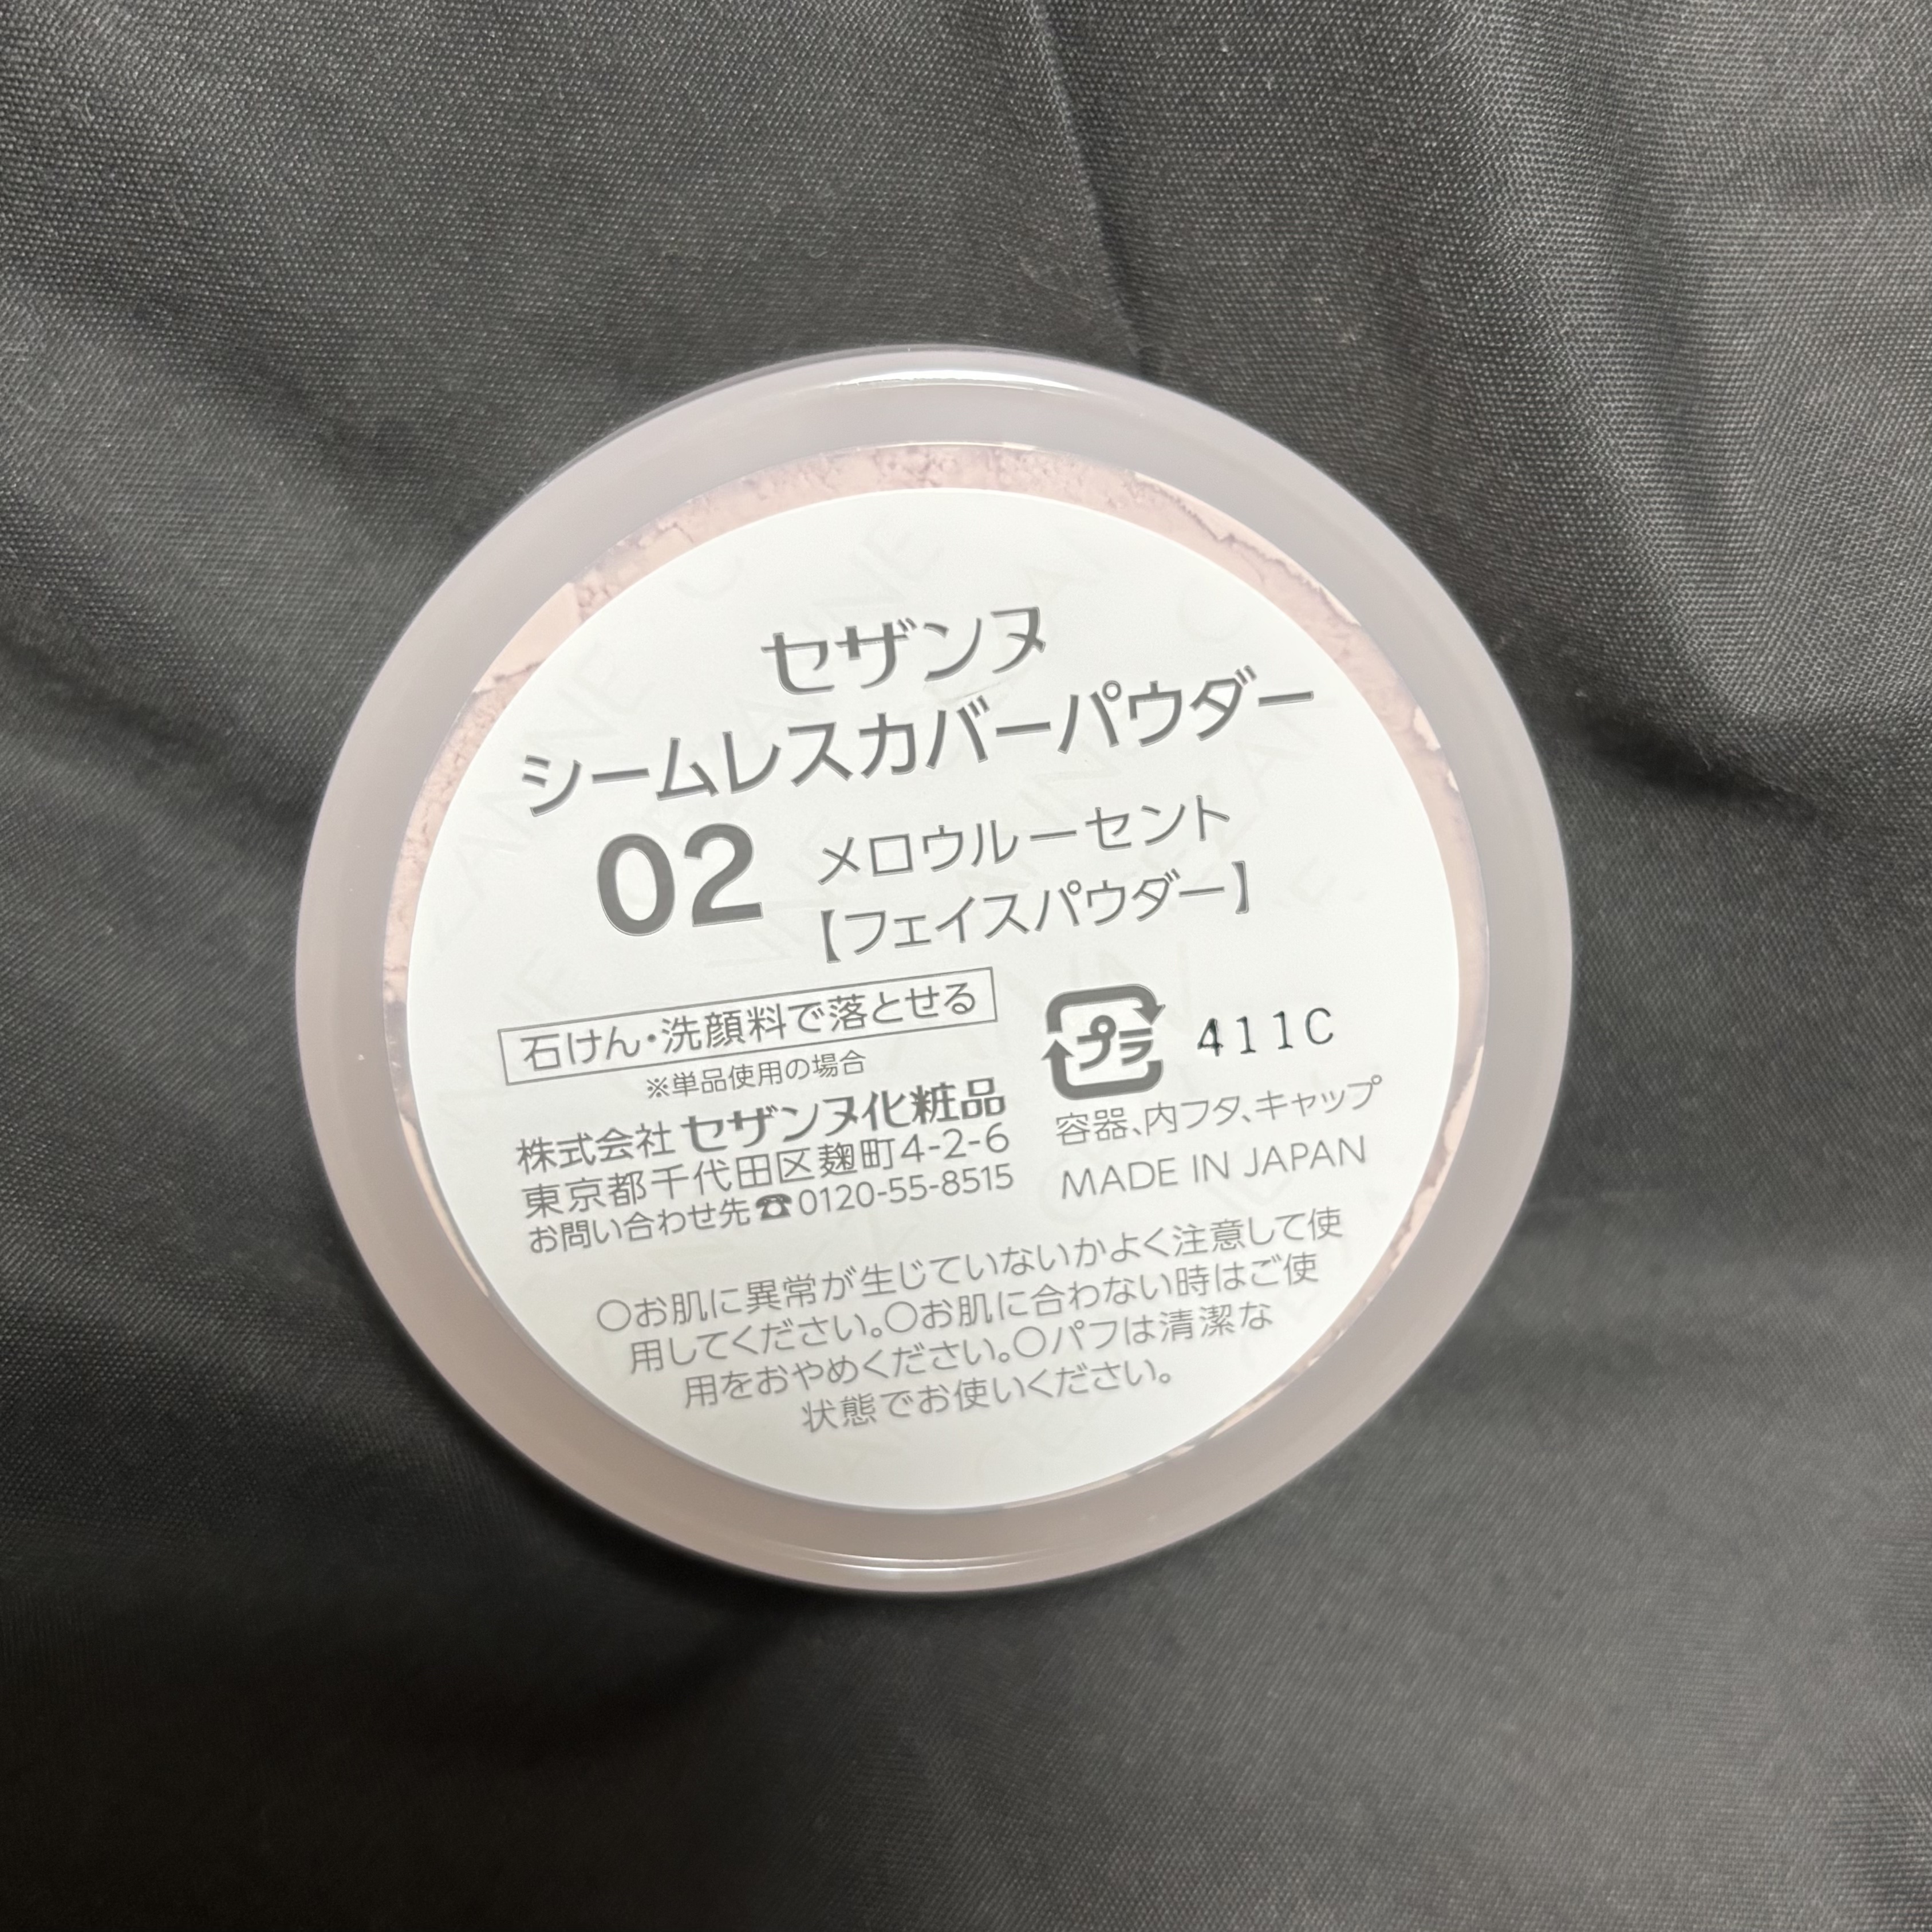 セザンヌ
シームレスカバーパウダー
02 メロウルーセント
【フェイスパウダー】
石けん・洗顔料で落とせる
※単品使用の場合
株式会社 セザンヌ化粧品
東京都千代田区麹町4-2-6
お問い合わせ先☎0120-55-8515
プラ 411C
容器、内フタ、キャップ
MADE IN JAPAN
○お肌に異常が生じていないかよく注意して使
用してください。○お肌に合わない時はご使
用をおやめください。○パフは清潔な
状態でお使いください。